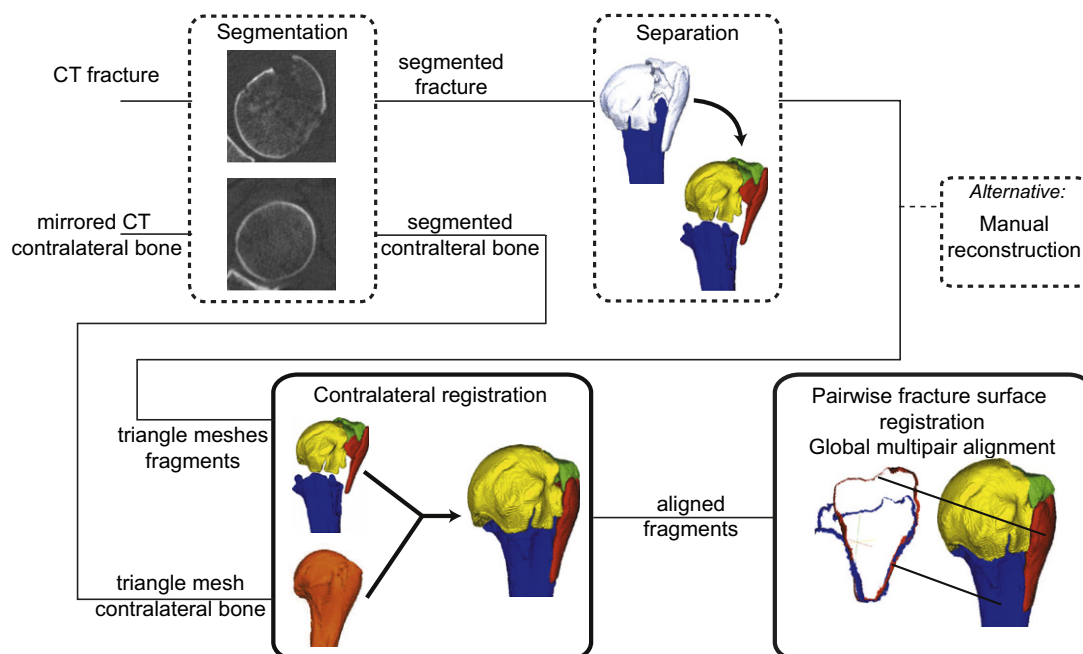 Segmentation
Separation
CT fracture
segmented
fracture
mirrored CT
contralateral bone
segmented
contralteral bone
Alternative:
Manual
reconstruction
Contralateral registration
triangle meshes
fragments
triangle mesh
contralateral bone
aligned
fragments
Pairwise fracture surface
registration
Global multipair alignment